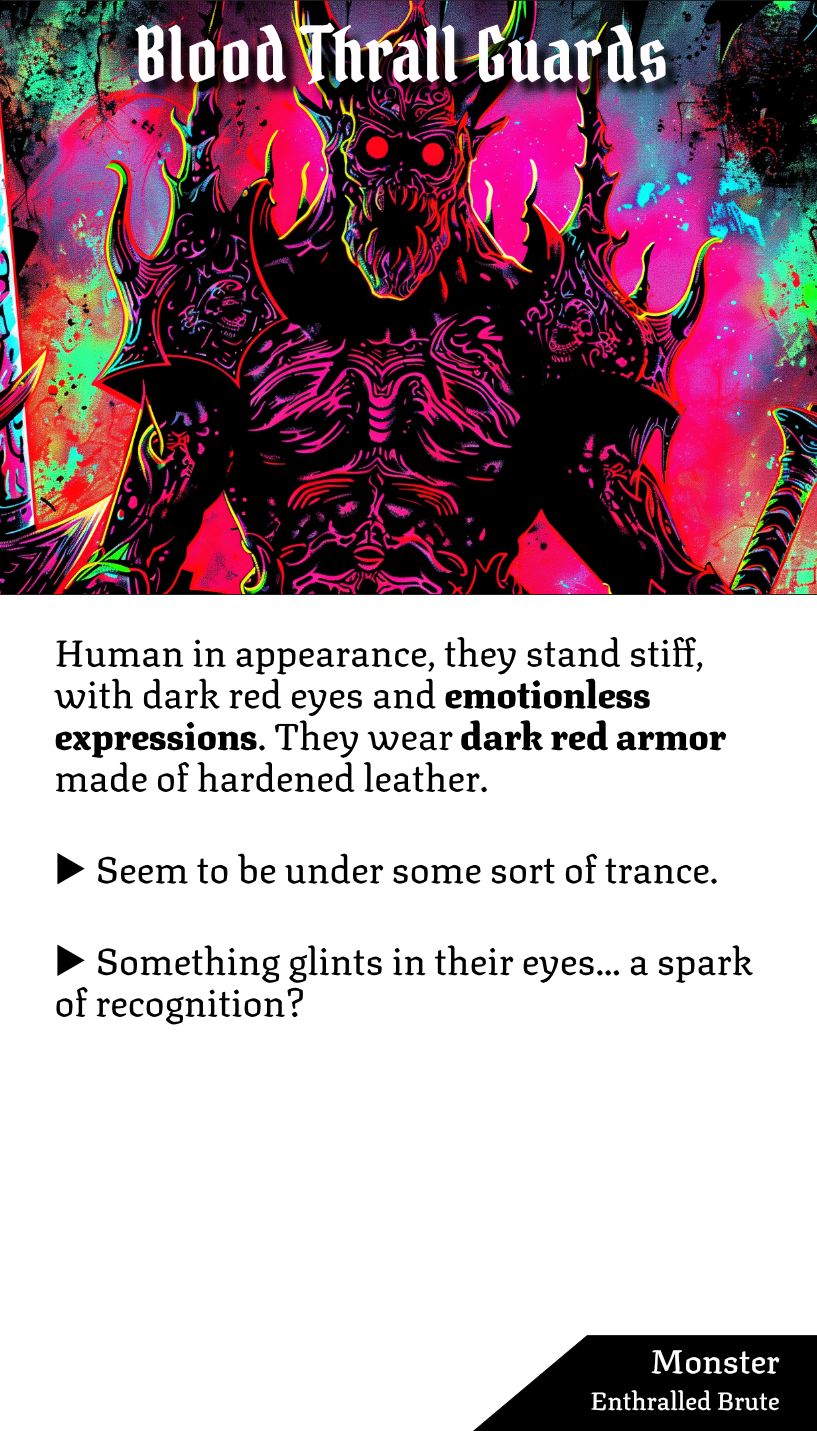 Blood Thrall Guards
Human in appearance, they stand stiff,
with dark red eyes and emotionless
expressions. They wear dark red armor
made of hardened leather.
▶ Seem to be under some sort of trance.
▶ Something glints in their eyes... a spark
of recognition?
Monster
Enthralled Brute